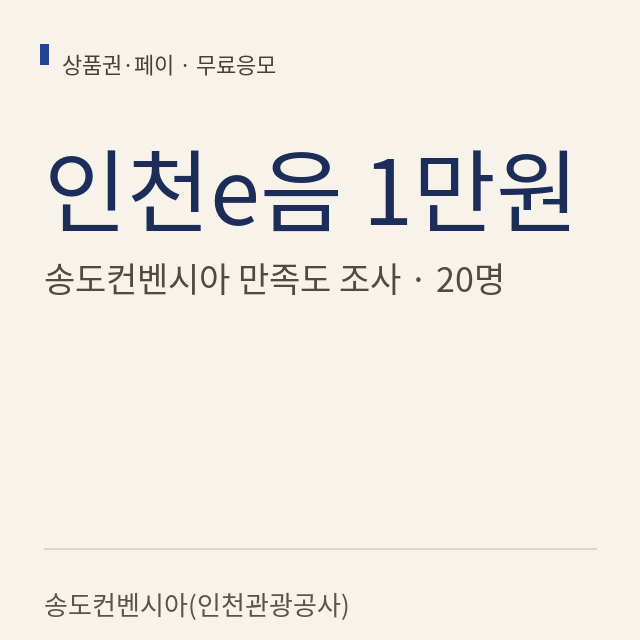 상품권·페이 · 무료응모
인천e음 1만원
송도컨벤시아 만족도 조사 · 20명
송도컨벤시아(인천관광공사)